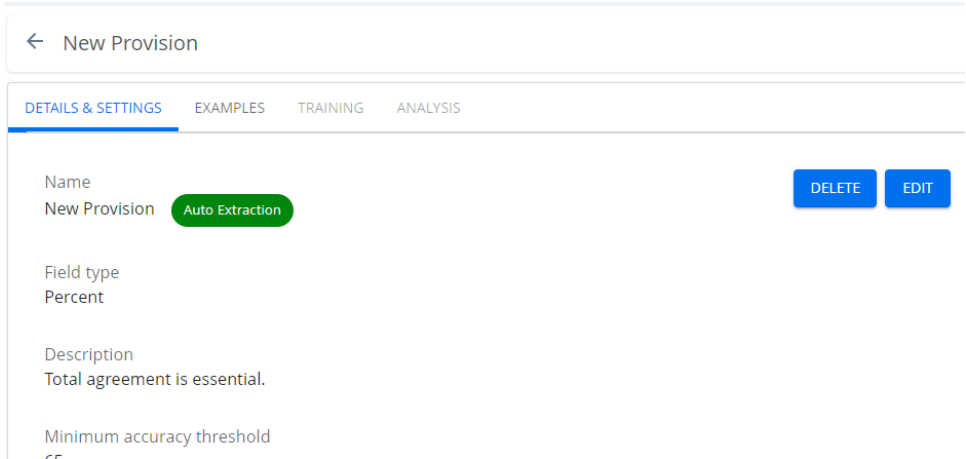 New Provision
DETAILS & SETTINGS EXAMPLES TRAINING ANALYSIS
Name
New Provision Auto Extraction
DELETE EDIT
Field type
Percent
Description
Total agreement is essential.
Minimum accuracy threshold